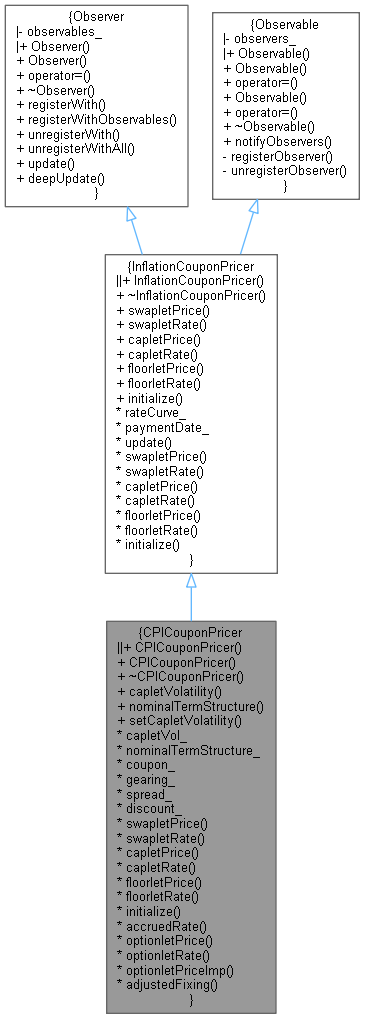 {Observer
|- observables_
|+ Observer()
+ Observer()
+ operator=()
+ ~Observer()
+ registerWith()
+ registerWithObservables()
+ unregisterWith()
+ unregisterWithAll()
+ update()
+ deepUpdate()
}
{Observable
|- observers_
|+ Observable()
+ Observable()
+ operator=()
+ Observable()
+ operator=()
+ ~Observable()
+ notifyObservers()
- registerObserver()
- unregisterObserver()
}
{InflationCouponPricer
||+ InflationCouponPricer()
+ ~InflationCouponPricer()
+ swapletPrice()
+ swapletRate()
+ capletPrice()
+ capletRate()
+ floorletPrice()
+ floorletRate()
+ initialize()
* rateCurve_
* paymentDate_
* update()
* swapletPrice()
* swapletRate()
* capletPrice()
* capletRate()
* floorletPrice()
* floorletRate()
* initialize()
}
{CPICouponPricer
||+ CPICouponPricer()
+ CPICouponPricer()
+ ~CPICouponPricer()
+ capletVolatility()
+ nominalTermStructure()
+ setCapletVolatility()
* capletVol_
* nominalTermStructure_
* coupon_
* gearing_
* spread_
* discount_
* swapletPrice()
* swapletRate()
* capletPrice()
* capletRate()
* floorletPrice()
* floorletRate()
* initialize()
* accruedRate()
* optionletPrice()
* optionletRate()
* optionletPriceImp()
* adjustedFixing()
}